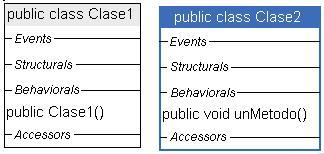 public class Clase1
Events
Structurals
Behaviorals
public Clase1()
Accessors
public class Clase2
Events
Structurals
Behaviorals
public void unMetodo()
Accessors